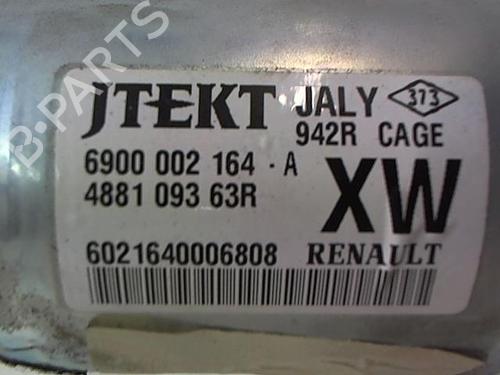 B-PARTS
JTEKT JALY 373
942R CAGE
6900 002 164 - A
4881 093 63R
XW
6021640006808 RENAULT